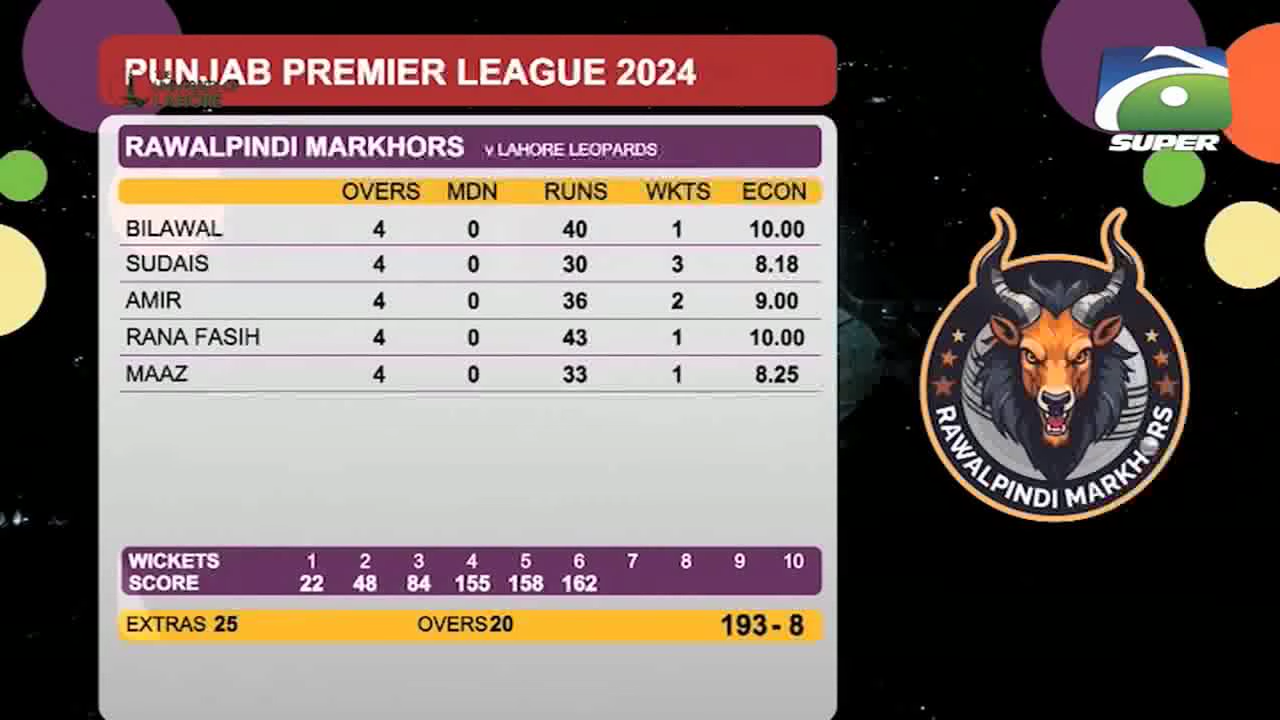 PUNJAB PREMIER LEAGUE 2024
LAHORE
SUPER
RAWALPINDI MARKHORS v LAHORE LEOPARDS
OVERS MDN RUNS WKTS ECON
BILAWAL 4 0 40 1 10.00
SUDAIS 4 0 30 3 8.18
AMIR 4 0 36 2 9.00
RANA FASIH 4 0 43 1 10.00
MAAZ 4 0 33 1 8.25
RAWALPINDI MARKHORS
WICKETS 1 2 3 4 5 6 7 8 9 10
SCORE 22 48 84 155 158 162
EXTRAS 25 OVERS20 193-8